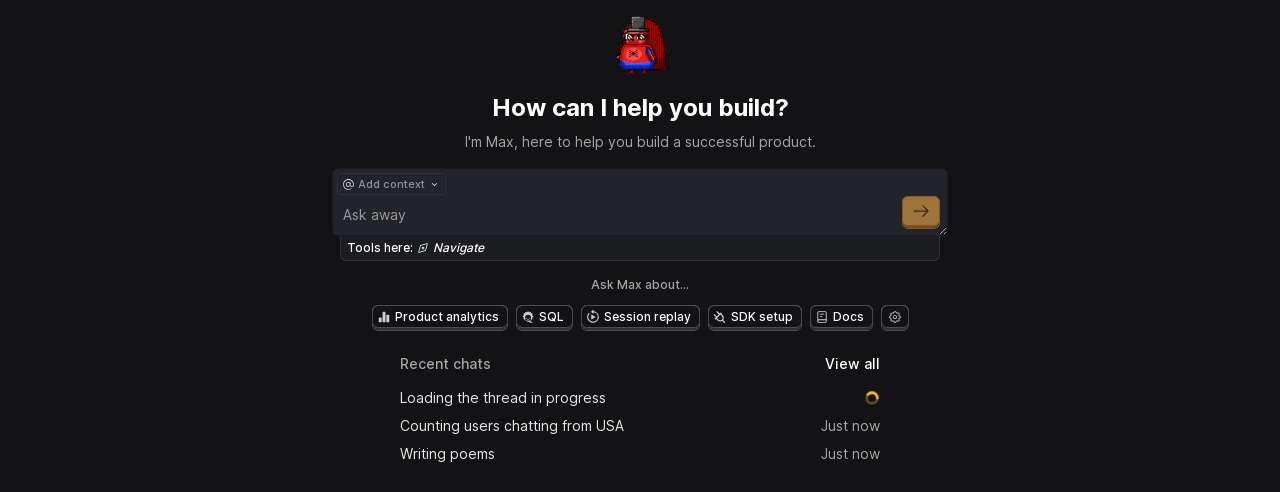 How can I help you build?
I'm Max, here to help you build a successful product.
@ Add context
Ask away
Tools here: Navigate
Ask Max about...
Product analytics SQL Session replay SDK setup Docs
Recent chats View all
Loading the thread in progress
Counting users chatting from USA Just now
Writing poems Just now